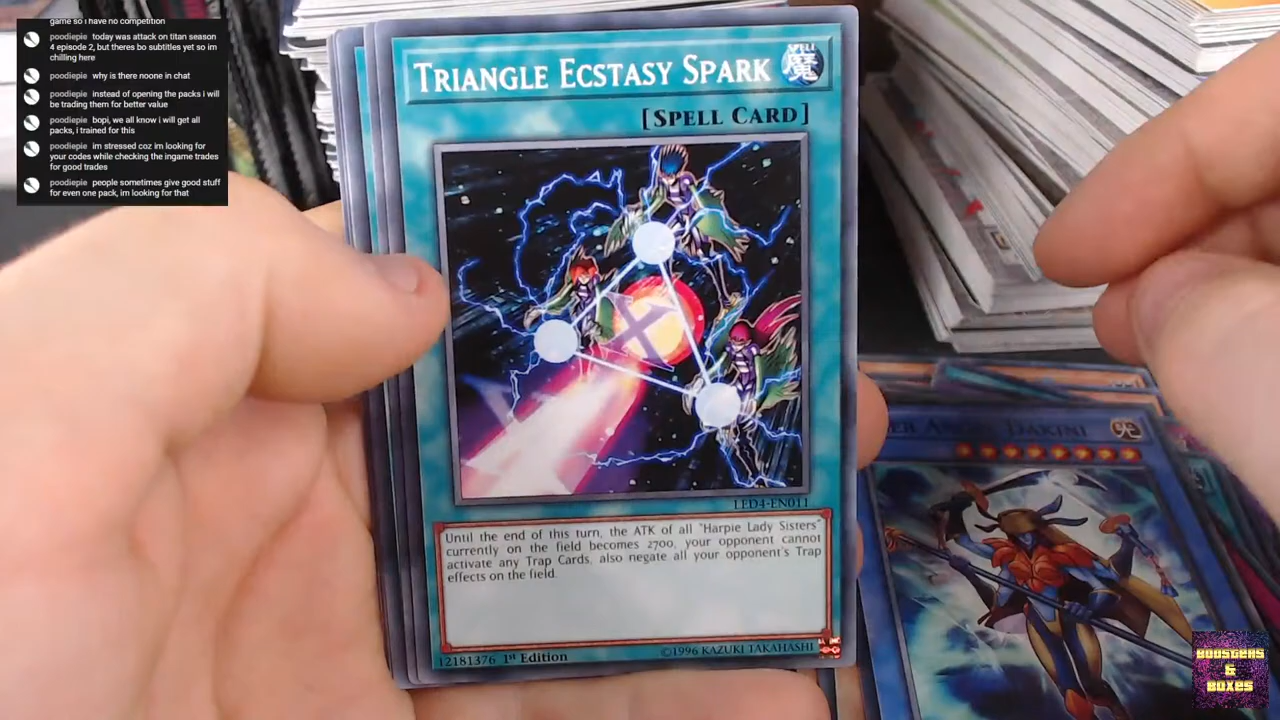 game so i have no competition
poodiepie today was attack on titan season
4 episode 2, but theres bo subtitles yet so im
chilling here
poodiepie why is there noone in chat
poodiepie instead of opening the packs i will
be trading them for better value
poodiepie bopi, we all know i will get all
packs, i trained for this
poodiepie im stressed coz im looking for
your codes while checking the ingame trades
for good trades
poodiepie people sometimes give good stuff
for even one pack, im looking for that
TRIANGLE ECSTASY SPARK
SPELL
魔
[SPELL CARD]
LED4-EN011
Until the end of this turn, the ATK of all "Harpie Lady Sisters"
currently on the field becomes 2700, your opponent cannot
activate any Trap Cards, also negate all your opponent's Trap
effects on the field.
12181376 1st Edition
©1996 KAZUKI TAKAHASHI
DAKINI
BOOSTERS
&
BOXES